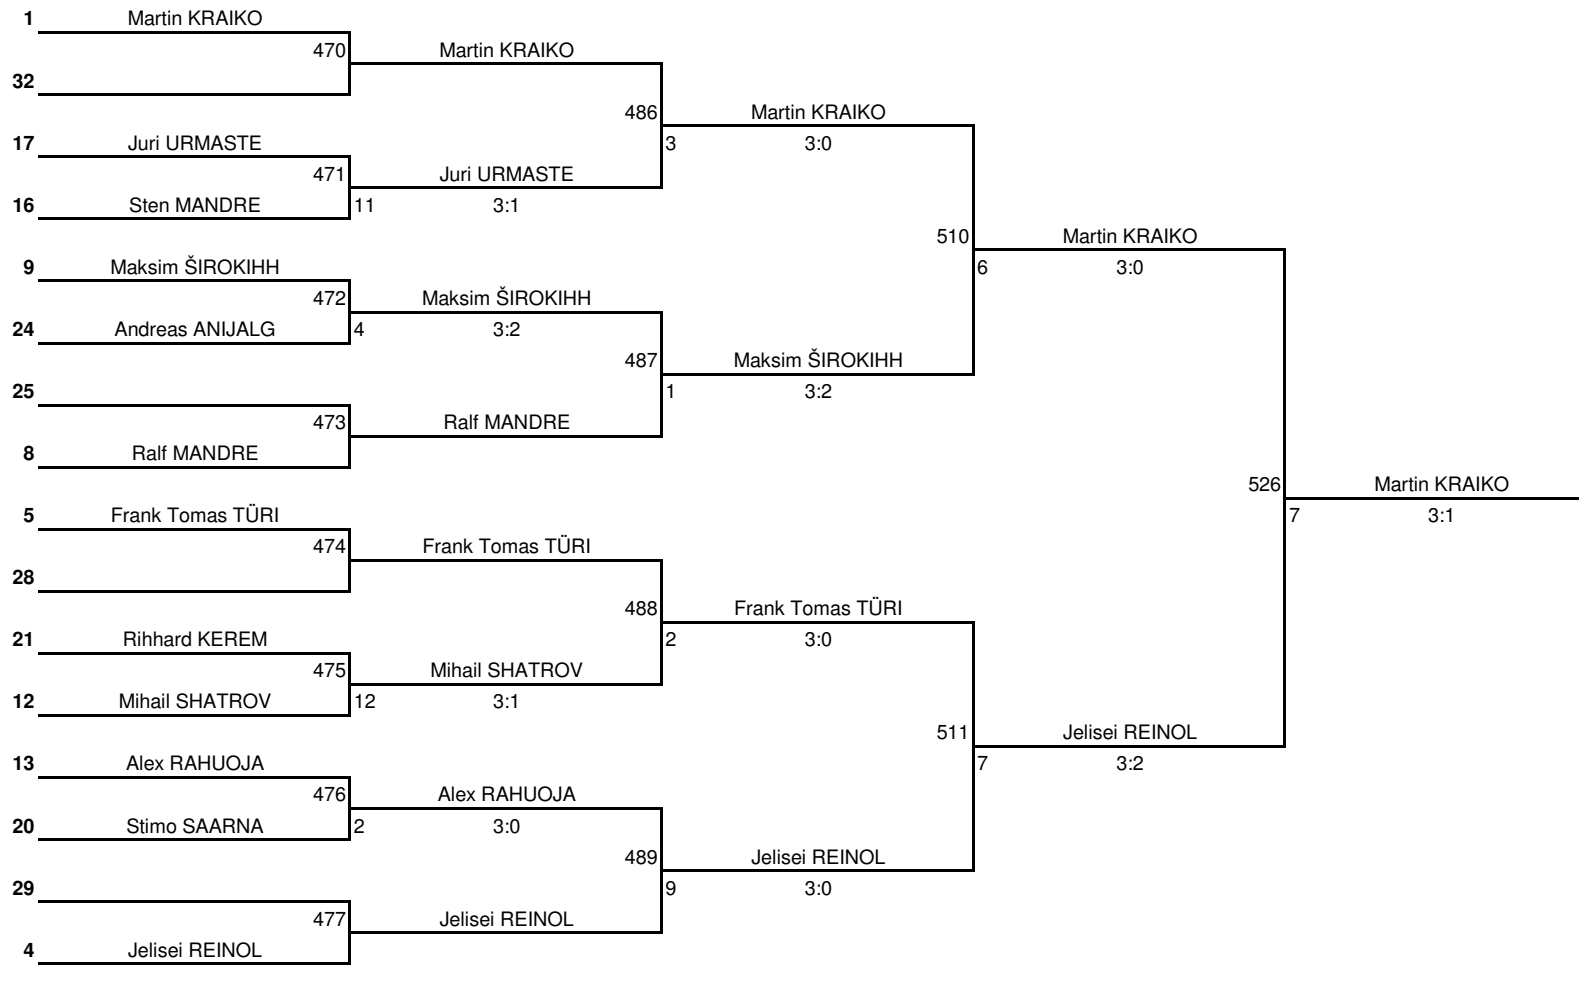 1 Martin KRAIKO
470 Martin KRAIKO
32
486 Martin KRAIKO
17 Juri URMASTE 3 3:0
471 Juri URMASTE
16 Sten MANDRE 11 3:1
510 Martin KRAIKO
9 Maksim ŠIROKIHH 6 3:0
472 Maksim ŠIROKIHH
24 Andreas ANIJALG 4 3:2
487 Maksim ŠIROKIHH
25 1 3:2
473 Ralf MANDRE
8 Ralf MANDRE
526 Martin KRAIKO
5 Frank Tomas TÜRI 7 3:1
474 Frank Tomas TÜRI
28
488 Frank Tomas TÜRI
21 Rihhard KEREM 2 3:0
475 Mihail SHATROV
12 Mihail SHATROV 12 3:1
511 Jelisei REINOL
13 Alex RAHUOJA 7 3:2
476 Alex RAHUOJA
20 Stimo SAARNA 2 3:0
489 Jelisei REINOL
29 9 3:0
477 Jelisei REINOL
4 Jelisei REINOL